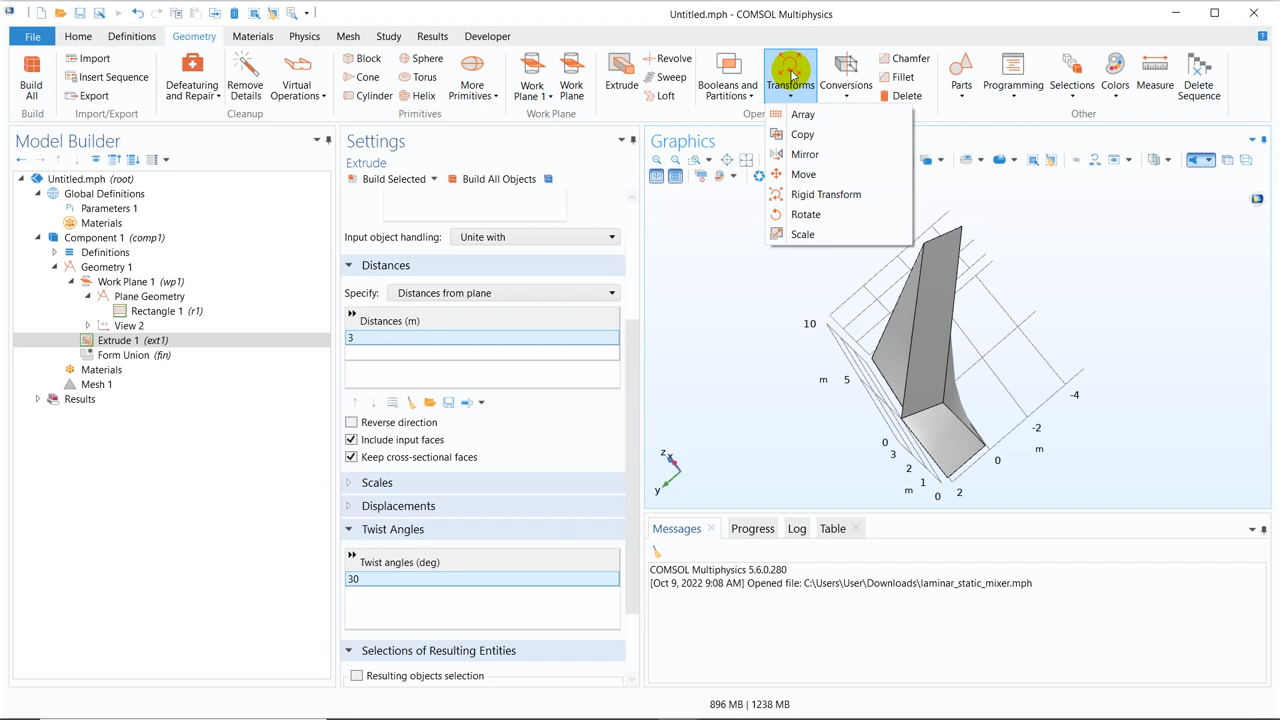 Untitled.mph - COMSOL Multiphysics
File Home Definitions Geometry Materials Physics Mesh Study Results Developer
Build All
Import
Insert Sequence
Export
Defeaturing and Repair
Remove Details
Virtual Operations
Block
Cone
Cylinder
Sphere
Torus
Helix
More Primitives
Work Plane 1
Work Plane
Extrude
Revolve
Sweep
Loft
Booleans and Partitions
Transforms
Conversions
Chamfer
Fillet
Delete
Parts
Programming
Selections
Colors
Measure
Delete Sequence
Build Import/Export Cleanup Primitives Work Plane Oper Other
Array
Copy
Mirror
Move
Rigid Transform
Rotate
Scale
Model Builder
Untitled.mph (root)
Global Definitions
Parameters 1
Materials
Component 1 (comp1)
Definitions
Geometry 1
Work Plane 1 (wp1)
Plane Geometry
Rectangle 1 (r1)
View 2
Extrude 1 (ext1)
Form Union (fin)
Materials
Mesh 1
Results
Settings
Extrude
Build Selected Build All Objects
Input object handling: Unite with
Distances
Specify: Distances from plane
Distances (m)
3
Reverse direction
Include input faces
Keep cross-sectional faces
Scales
Displacements
Twist Angles
Twist angles (deg)
30
Selections of Resulting Entities
Resulting objects selection
Graphics
10
m 5
0
3
2
m 1
0
2
0
m
-2
-4
z x
y
Messages Progress Log Table
COMSOL Multiphysics 5.6.0.280
[Oct 9, 2022 9:08 AM] Opened file: C:\Users\User\Downloads\laminar_static_mixer.mph
896 MB | 1238 MB